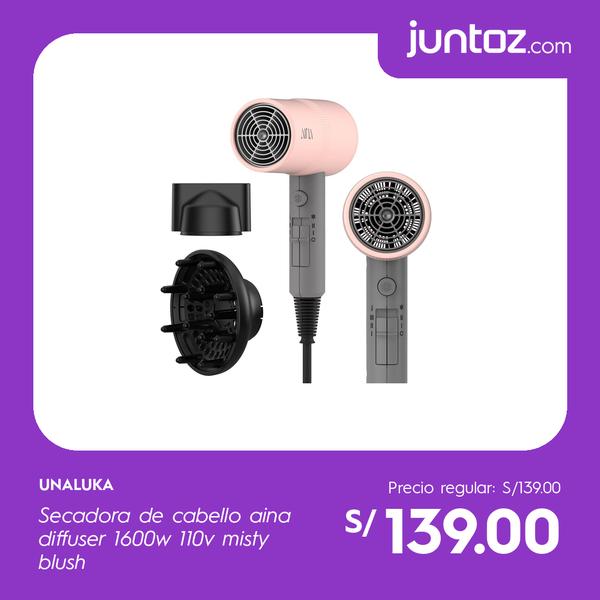 juntoz.com
UNALUKA
Secadora de cabello aina
diffuser 1600w 110v misty
blush
Precio regular: S/139.00
S/ 139.00